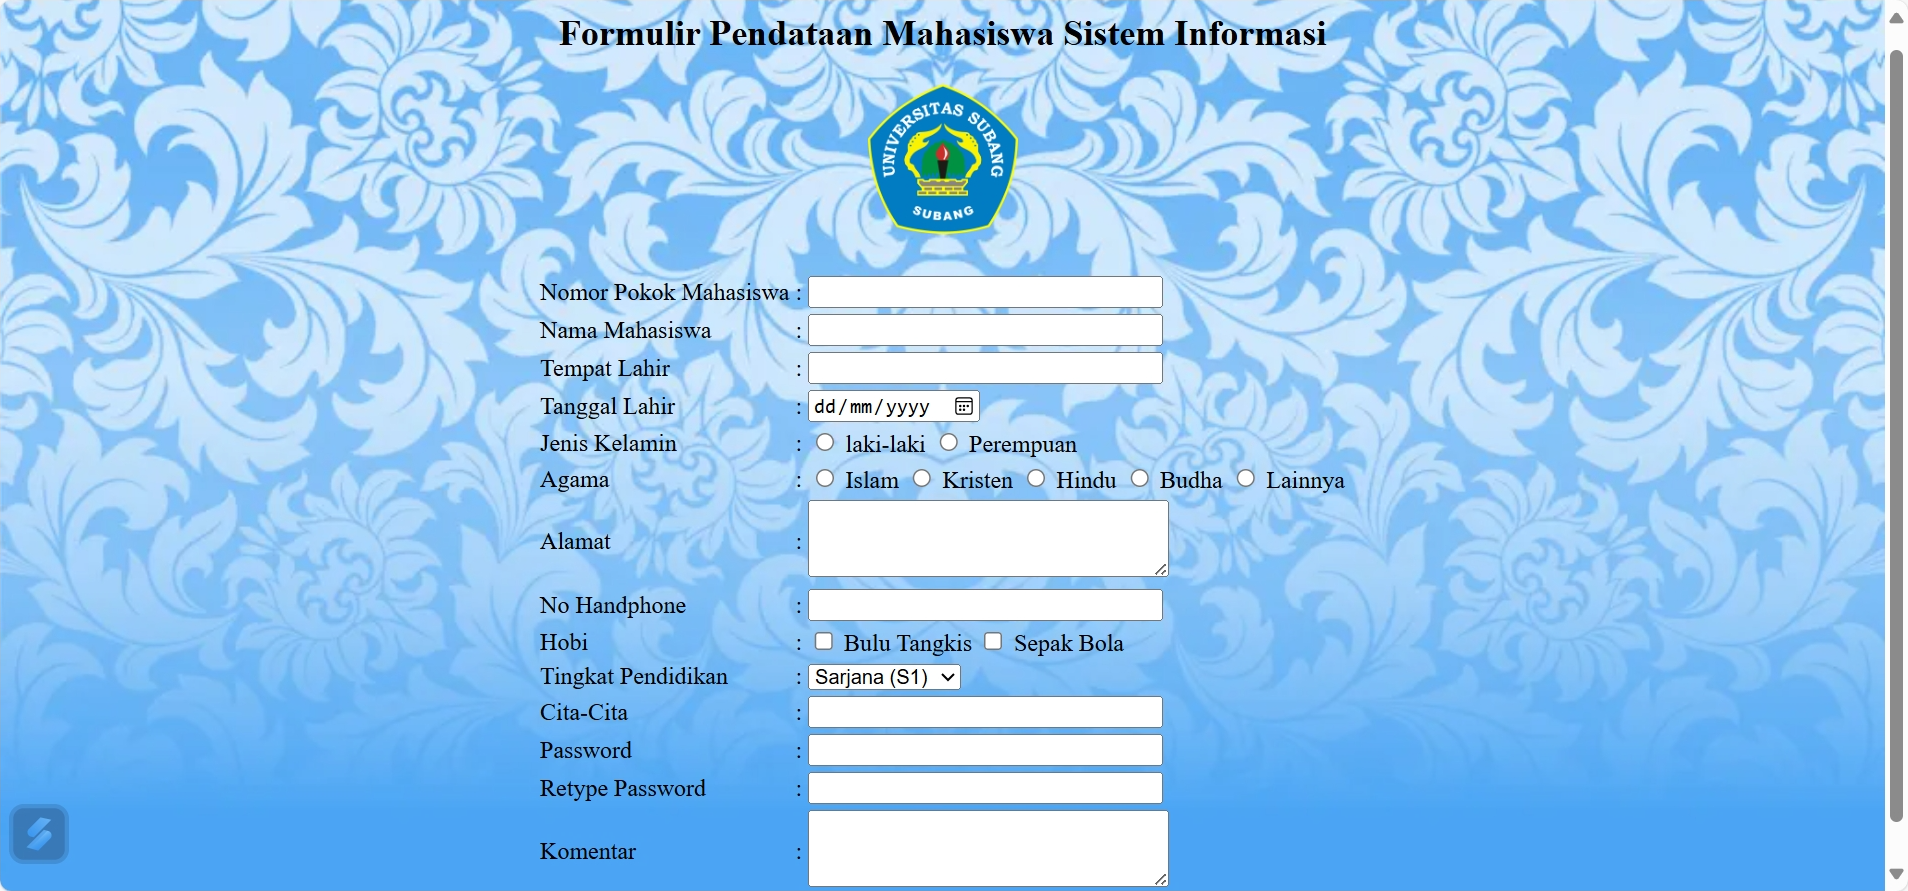 Formulir Pendataan Mahasiswa Sistem Informasi
UNIVERSITAS SUBANG
SUBANG
Nomor Pokok Mahasiswa :
Nama Mahasiswa :
Tempat Lahir :
Tanggal Lahir : dd/mm/yyyy
Jenis Kelamin : laki-laki Perempuan
Agama : Islam Kristen Hindu Budha Lainnya
Alamat :
No Handphone :
Hobi : Bulu Tangkis Sepak Bola
Tingkat Pendidikan : Sarjana (S1)
Cita-Cita :
Password :
Retype Password :
Komentar :